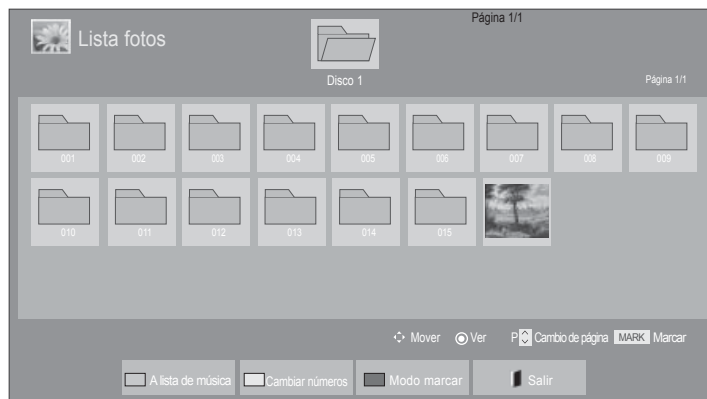 Página 1/1
Lista fotos
Disco 1
Página 1/1
001 002 003 004 005 006 007 008 009
010 011 012 013 014 015
Mover Ver P Cambio de página MARK Marcar
A lista de música Cambiar números Modo marcar Salir